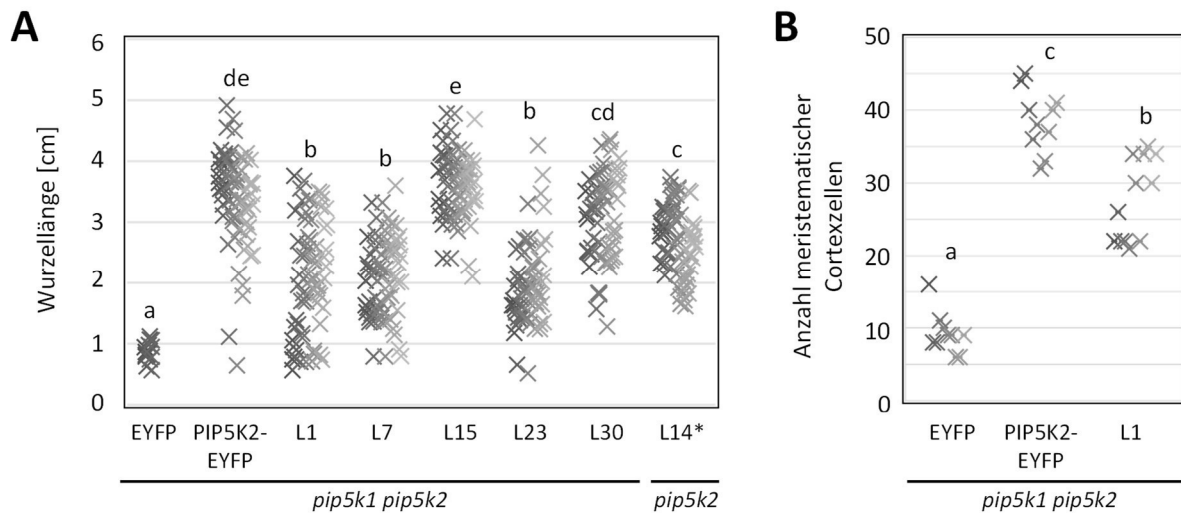 A
Wurzellänge [cm]
6
5
4
3
2
1
0
a
de
b
b
e
b
cd
c
EYFP
PIP5K2-
EYFP
L1
L7
L15
L23
L30
L14*
pip5k1 pip5k2
pip5k2
B
Anzahl meristematischer
Cortexzellen
50
40
30
20
10
0
a
c
b
EYFP
PIP5K2-
EYFP
L1
pip5k1 pip5k2